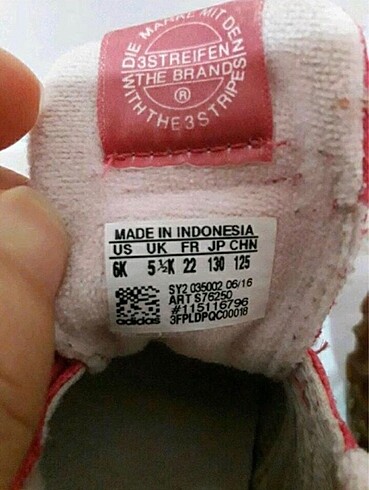 DIE MARKE MIT DEN
3STREIFEN
THE BRAND
®
WITH THE 3 STRIPES
MADE IN INDONESIA
US UK FR JP CHN
6K 5½K 22 130 125
SY2 035002 06/16
ART S76250
#115116796
adidas 3FPLDPQC00018